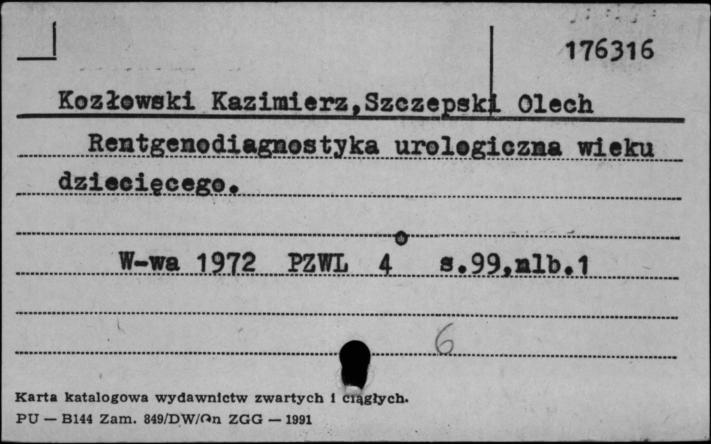 176316
Kozłowski Kazimierz,Szczepski Olech
Rentgenodiagnostyka urologiczna wieku
dziecięcego.
W-wa 1972 PZWL 4° s.99,nlb.1
6
Karta katalogowa wydawnictw zwartych i ciągłych.
PU — B144 Zam. 849/DW/On ZGG — 1991